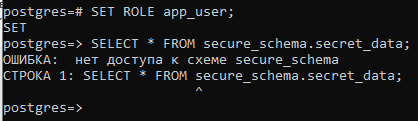 postgres=# SET ROLE app_user;
SET
postgres=> SELECT * FROM secure_schema.secret_data;
ОШИБКА:  нет доступа к схеме secure_schema
СТРОКА 1: SELECT * FROM secure_schema.secret_data;
                        ^
postgres=>